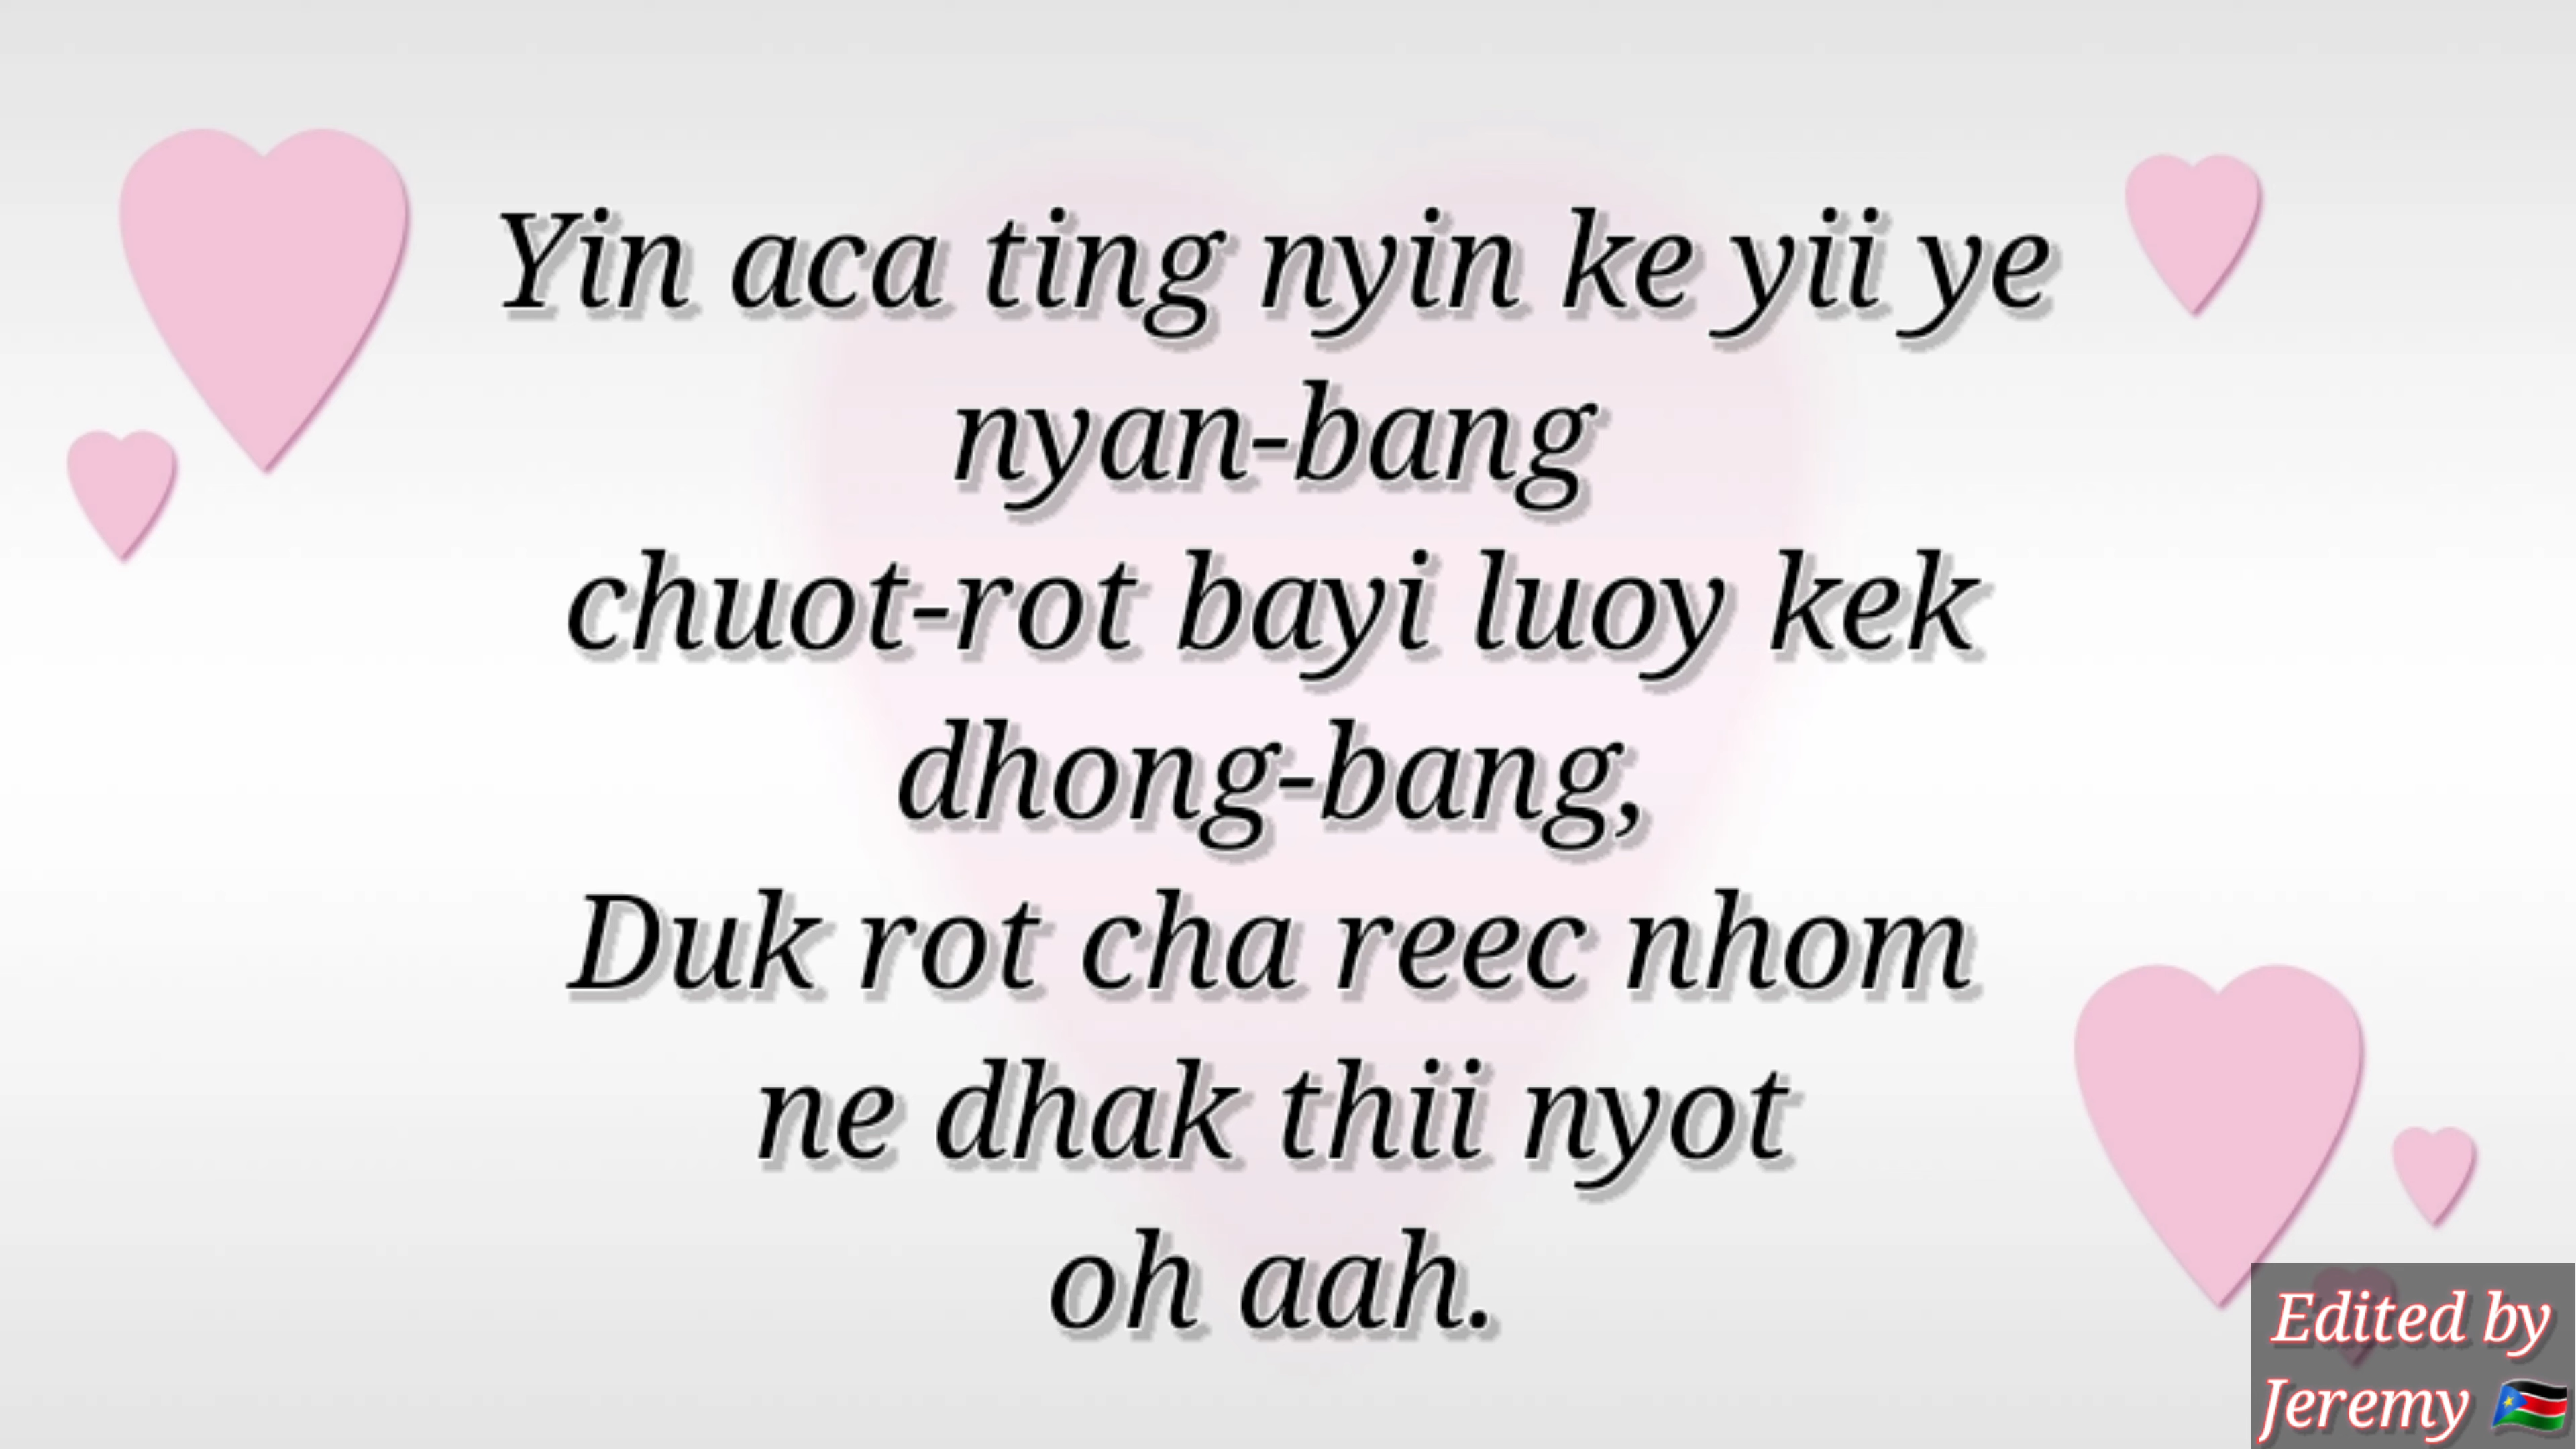 Yin aca ting nyin ke yii ye
nyan-bang
chuot-rot bayi luoy kek
dhong-bang,
Duk rot cha reec nhom
ne dhak thii nyot
oh aah.
Edited by
Jeremy 🇸🇸